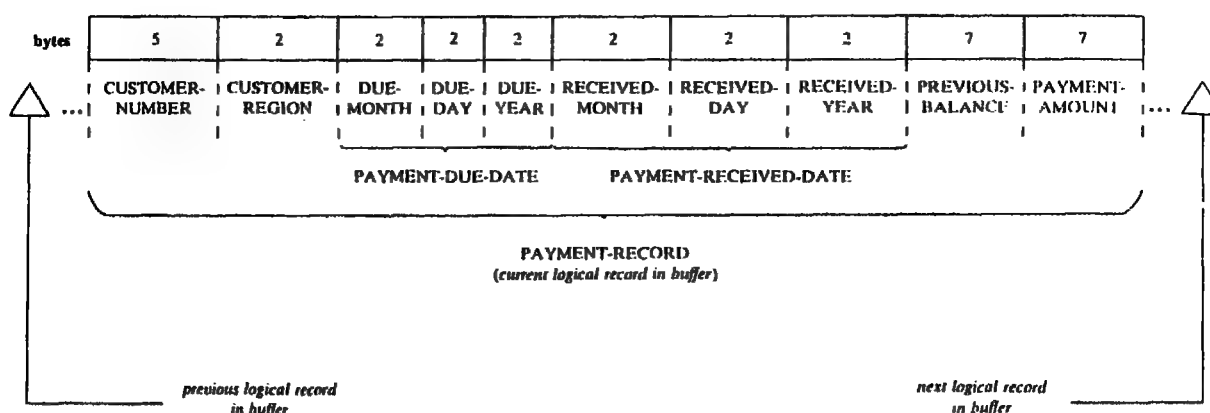 bytes 5 2 2 2 2 2 2 2 7 7
... CUSTOMER- CUSTOMER- DUE- DUE- DUE- RECEIVED- RECEIVED- RECEIVED- PREVIOUS- PAYMENT- ...
NUMBER REGION MONTH DAY YEAR MONTH DAY YEAR BALANCE AMOUNT
PAYMENT-DUE-DATE PAYMENT-RECEIVED-DATE
PAYMENT-RECORD
(current logical record in buffer)
previous logical record next logical record
in buffer in buffer